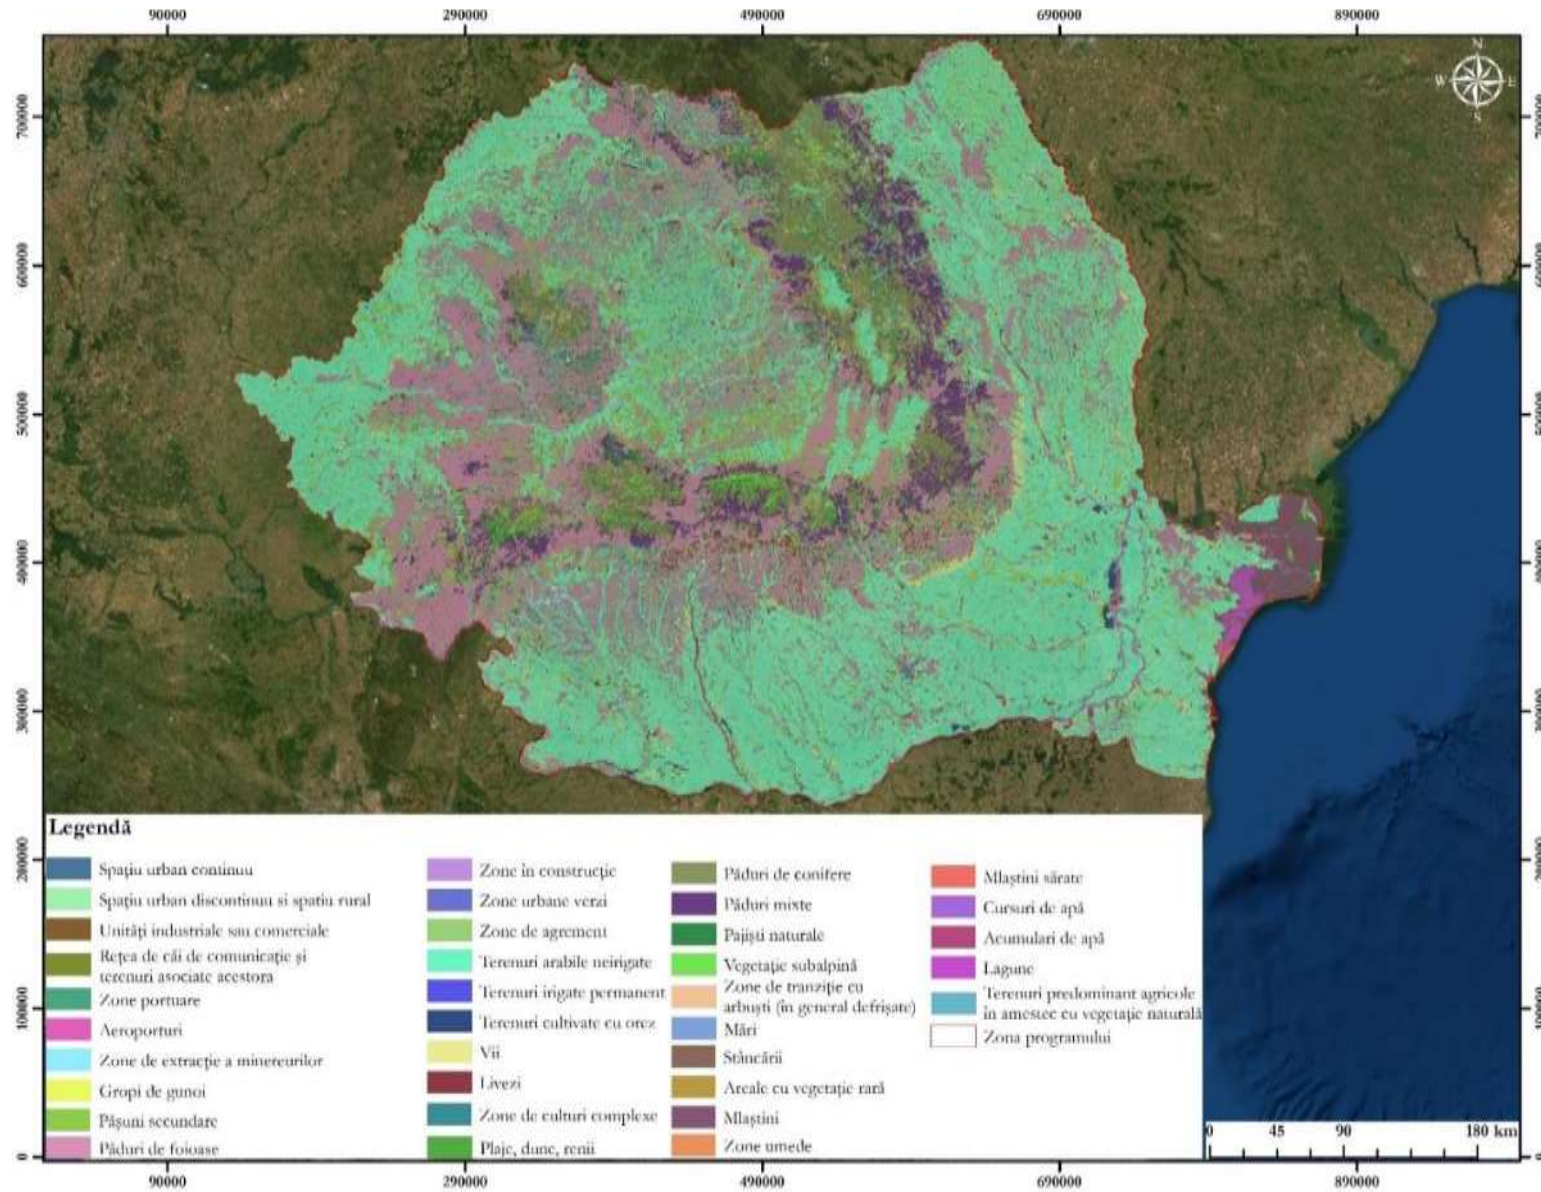 90000 290000 490000 690000 890000
N
W E
S
700000
600000
500000
400000
300000
200000
100000
0
Legendă
Spațiu urban continuu
Spațiu urban discontinuu si spatiu rural
Unități industriale sau comerciale
Rețea de căi de comunicație și
terenuri asociate acestora
Zone portuare
Aeroporturi
Zone de extracție a minereurilor
Gropi de gunoi
Pășuni secundare
Păduri de foioase
Zone în construcție
Zone urbane verzi
Zone de agrement
Terenuri arabile neirigate
Terenuri irigate permanent
Terenuri cultivate cu orez
Vii
Livezi
Zone de culturi complexe
Plaje, dune, renii
Păduri de conifere
Păduri mixte
Pajiști naturale
Vegetație subalpină
Zone de tranziție cu
arbuști (în general defrișate)
Mări
Stâncării
Areale cu vegetație rară
Mlaștini
Zone umede
Mlaștini sărate
Cursuri de apă
Acumulari de apă
Lagune
Terenuri predominant agricole
în amestec cu vegetație naturală
Zona programului
0 45 90 180 km
90000 290000 490000 690000 890000